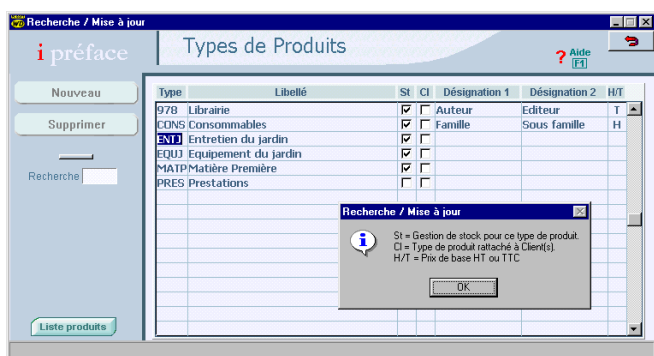 Recherche / Mise à jour
i préface
Types de Produits
? Aide
F1
Nouveau
Supprimer
Recherche
Liste produits
Type Libellé St Cl Désignation 1 Désignation 2 H/T
978 Librairie Auteur Editeur T
CONS Consommables Famille Sous famille H
ENTJ Entretien du jardin
EQUJ Equipement du jardin
MATP Matière Première
PRES Prestations
Recherche / Mise à jour
St = Gestion de stock pour ce type de produit.
Cl = Type de produit rattaché à Client(s).
H/T = Prix de base HT ou TTC
OK